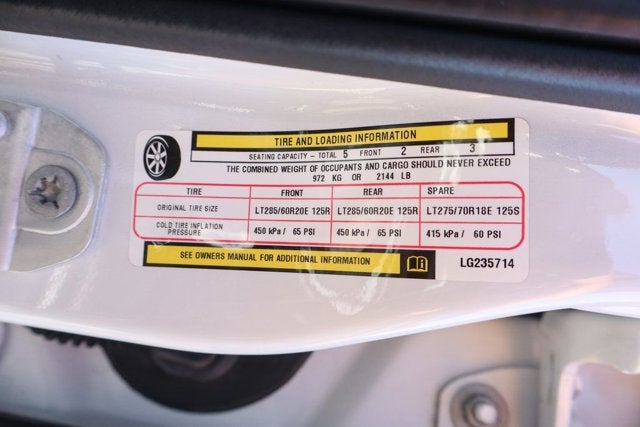 TIRE AND LOADING INFORMATION
SEATING CAPACITY – TOTAL 5 FRONT 2 REAR 3
THE COMBINED WEIGHT OF OCCUPANTS AND CARGO SHOULD NEVER EXCEED
972 KG OR 2144 LB
TIRE FRONT REAR SPARE
ORIGINAL TIRE SIZE LT285/60R20E 125R LT285/60R20E 125R LT275/70R18E 125S
COLD TIRE INFLATION PRESSURE 450 kPa / 65 PSI 450 kPa / 65 PSI 415 kPa / 60 PSI
SEE OWNERS MANUAL FOR ADDITIONAL INFORMATION
LG235714